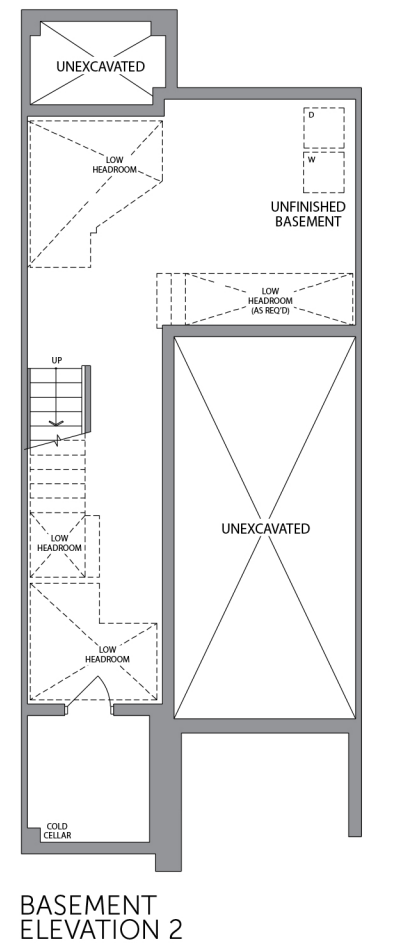 UNEXCAVATED
D
LOW
HEADROOM
W
UNFINISHED
BASEMENT
LOW
HEADROOM
(AS REQ'D)
UP
UNEXCAVATED
LOW
HEADROOM
LOW
HEADROOM
COLD
CELLAR
BASEMENT
ELEVATION 2